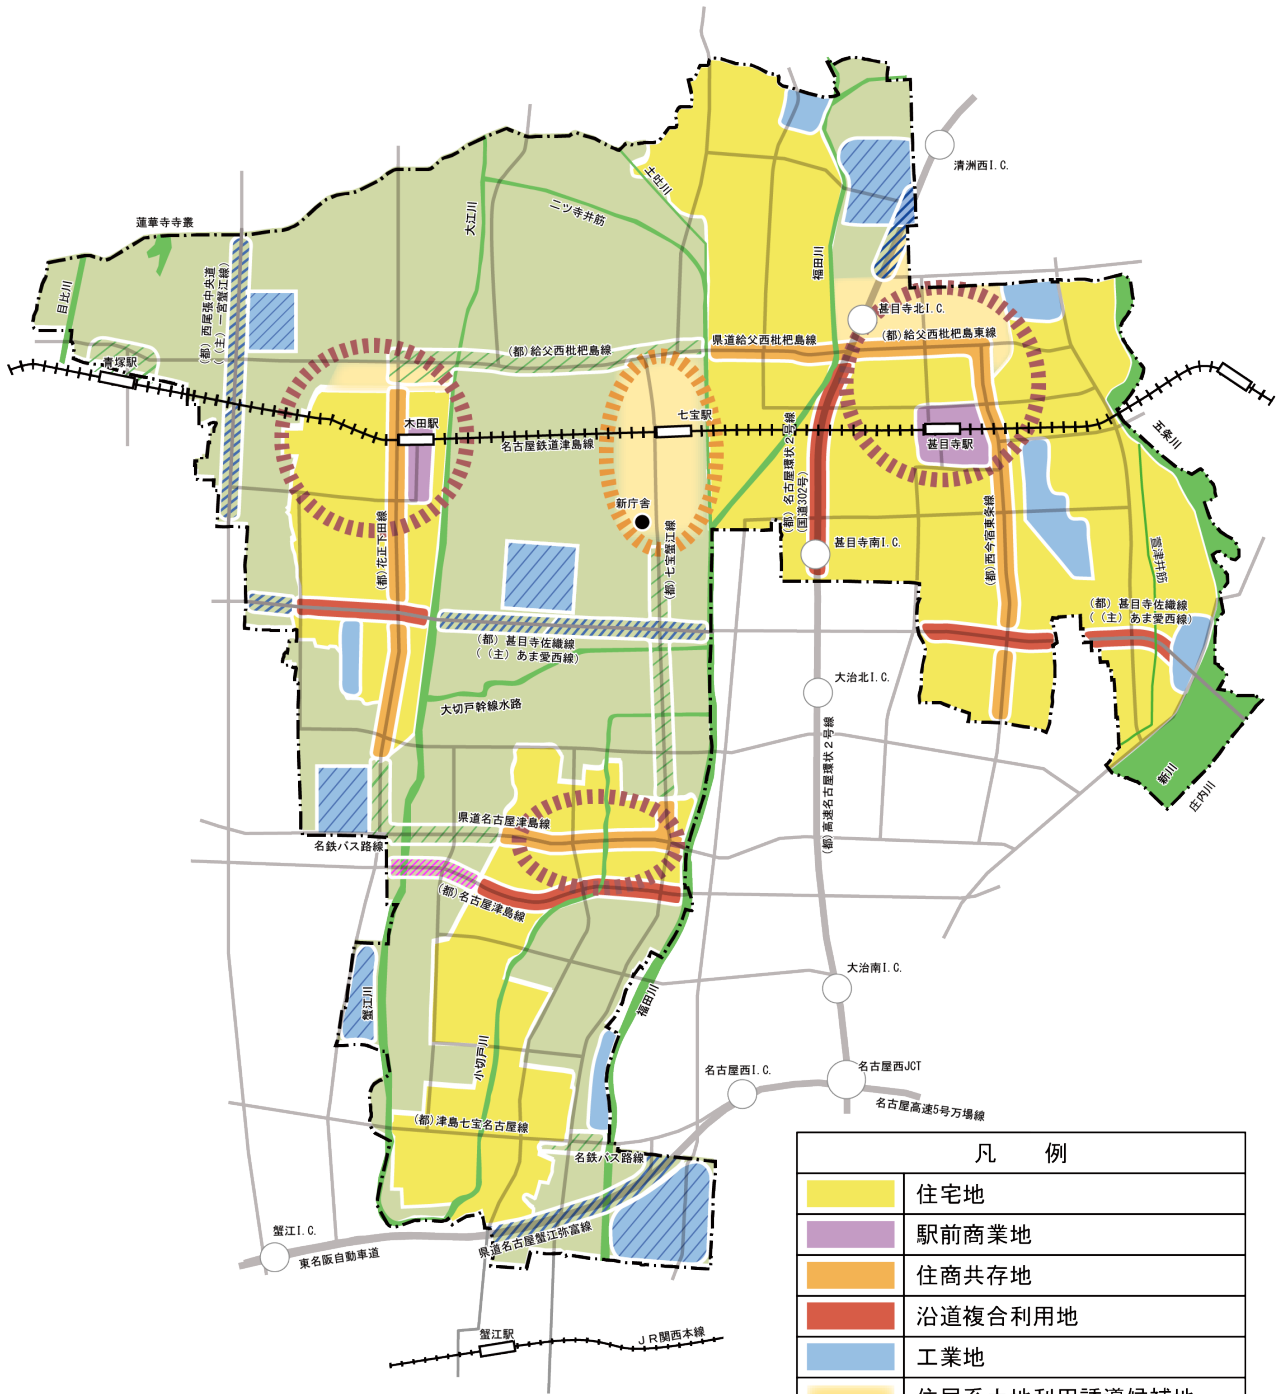 清洲西I.C.
蓮華寺寺叢
土吐川
二ツ寺井筋
大江川
福田川
目比川
(都) 西尾張中央道
((主) 一宮蟹江線)
甚目寺北I.C.
(都)給父西枇杷島東線
県道給父西枇杷島線
(都)給父西枇杷島線
青塚駅
木田駅
七宝駅
甚目寺駅
名古屋鉄道津島線
五条川
(都) 名古屋環状2号線
(国道302号)
新庁舎
甚目寺南I.C.
(都)花正下田線
(都)七宝蟹江線
(都)西今宿東条線
萱津井筋
(都) 甚目寺佐織線
((主) あま愛西線)
(都) 甚目寺佐織線
((主) あま愛西線)
大治北I.C.
大切戸幹線水路
(都)高速名古屋環状2号線
新川
庄内川
県道名古屋津島線
名鉄バス路線
(都)名古屋津島線
大治南I.C.
蟹江川
福田川
小切戸川
名古屋西JCT
名古屋西I.C.
名古屋高速5号万場線
(都)津島七宝名古屋線
名鉄バス路線
県道名古屋蟹江弥富線
蟹江I.C.
東名阪自動車道
蟹江駅
JR関西本線
凡 例
住宅地
駅前商業地
住商共存地
沿道複合利用地
工業地
住居系土地利用誘導候補地